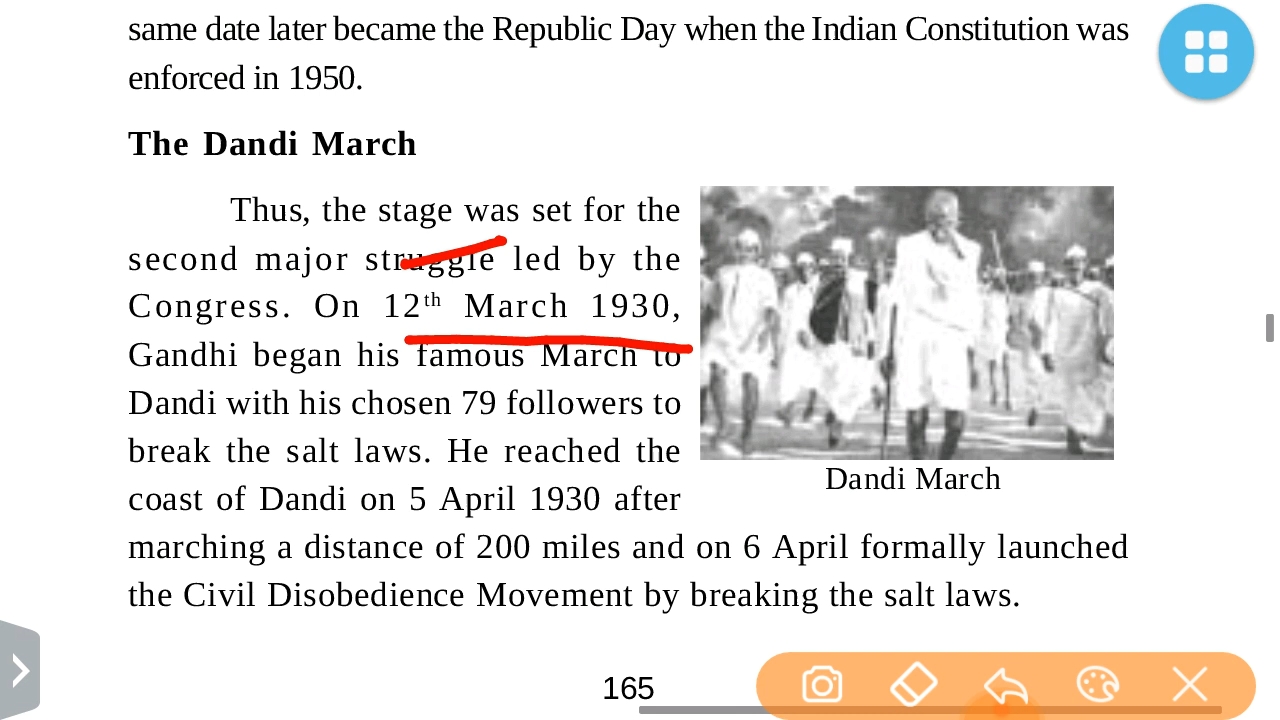 same date later became the Republic Day when the Indian Constitution was
enforced in 1950.
The Dandi March
Thus, the stage was set for the
second major struggle led by the
Congress. On 12th March 1930,
Gandhi began his famous March to
Dandi with his chosen 79 followers to
break the salt laws. He reached the
coast of Dandi on 5 April 1930 after
marching a distance of 200 miles and on 6 April formally launched
the Civil Disobedience Movement by breaking the salt laws.
Dandi March
165